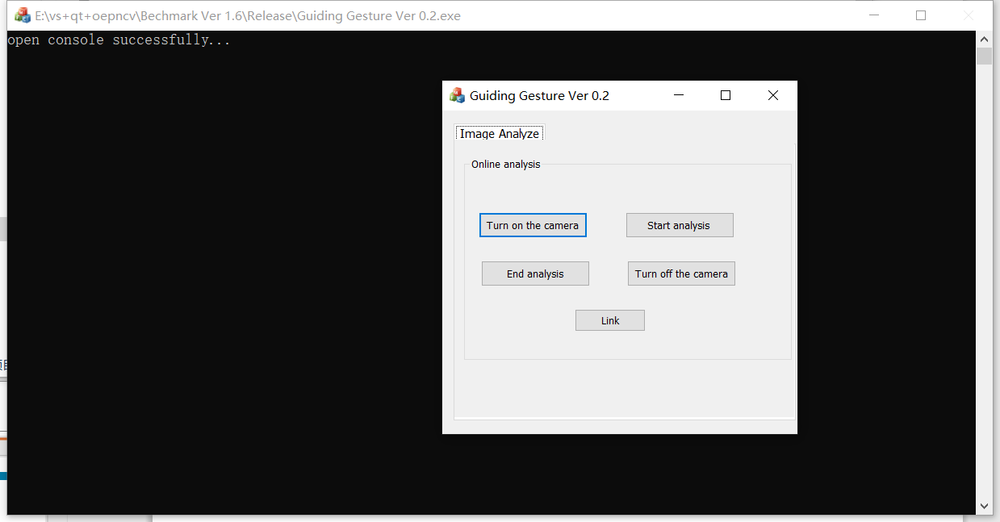 E:\vs+qt+oepncv\Bechmark Ver 1.6\Release\Guiding Gesture Ver 0.2.exe
open console successfully...
Guiding Gesture Ver 0.2
Image Analyze
Online analysis
Turn on the camera
Start analysis
End analysis
Turn off the camera
Link